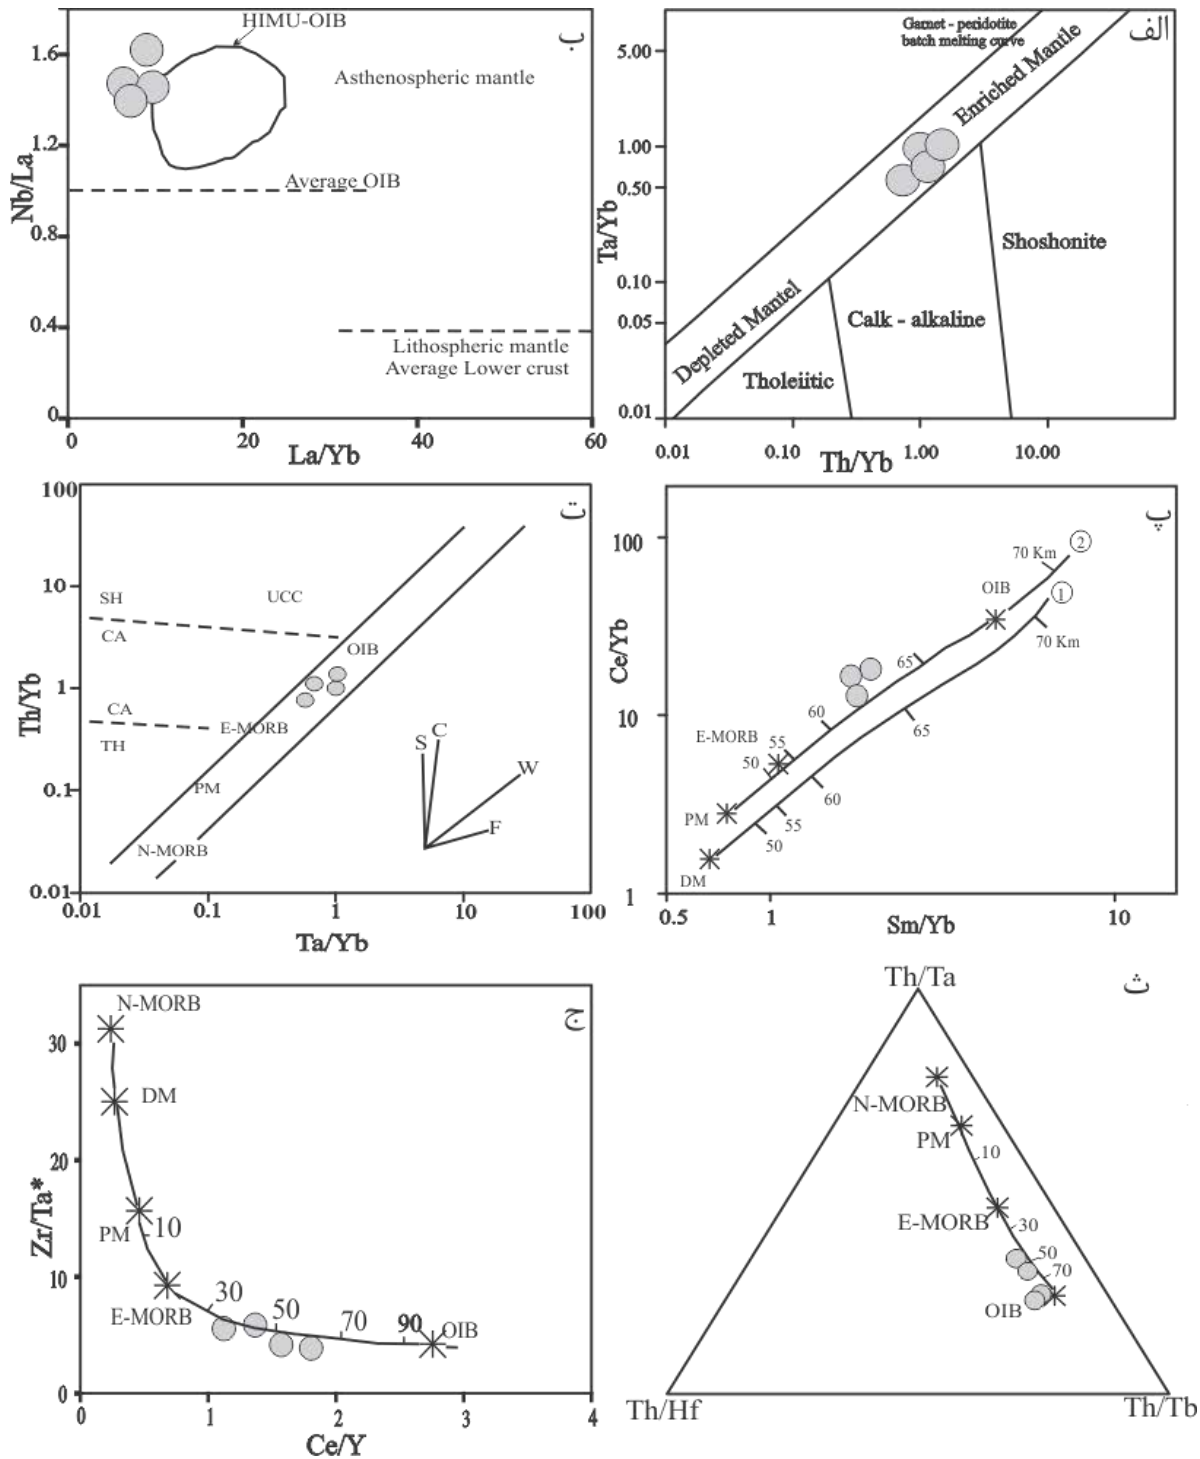 ب
HIMU-OIB
1.6
Asthenospheric mantle
1.2
Nb/La
Average OIB
0.8
0.4
Lithospheric mantle
Average Lower crust
0
0
20
40
60
La/Yb
الف
Garnet - peridotite
batch melting curve
5.00
Enriched Mantle
1.00
0.50
Ta/Yb
Shoshonite
0.10
0.05
Calk - alkaline
Depleted Mantel
Tholeiitic
0.01
0.01
0.10
1.00
10.00
Th/Yb
ت
100
10
SH
UCC
CA
OIB
Th/Yb
1
CA
E-MORB
TH
S
C
W
F
0.1
PM
N-MORB
0.01
0.01
0.1
1
10
100
Ta/Yb
پ
100
70 Km
2
OIB
1
70 Km
Ce/Yb
65
60
65
10
E-MORB
55
50
60
PM
55
50
DM
1
0.5
1
10
Sm/Yb
ج
N-MORB
30
DM
20
Zr/Ta*
PM
10
10
E-MORB
30
50
70
90
OIB
0
0
1
2
3
4
Ce/Y
ث
Th/Ta
N-MORB
PM
10
E-MORB
30
50
70
OIB
Th/Hf
Th/Tb